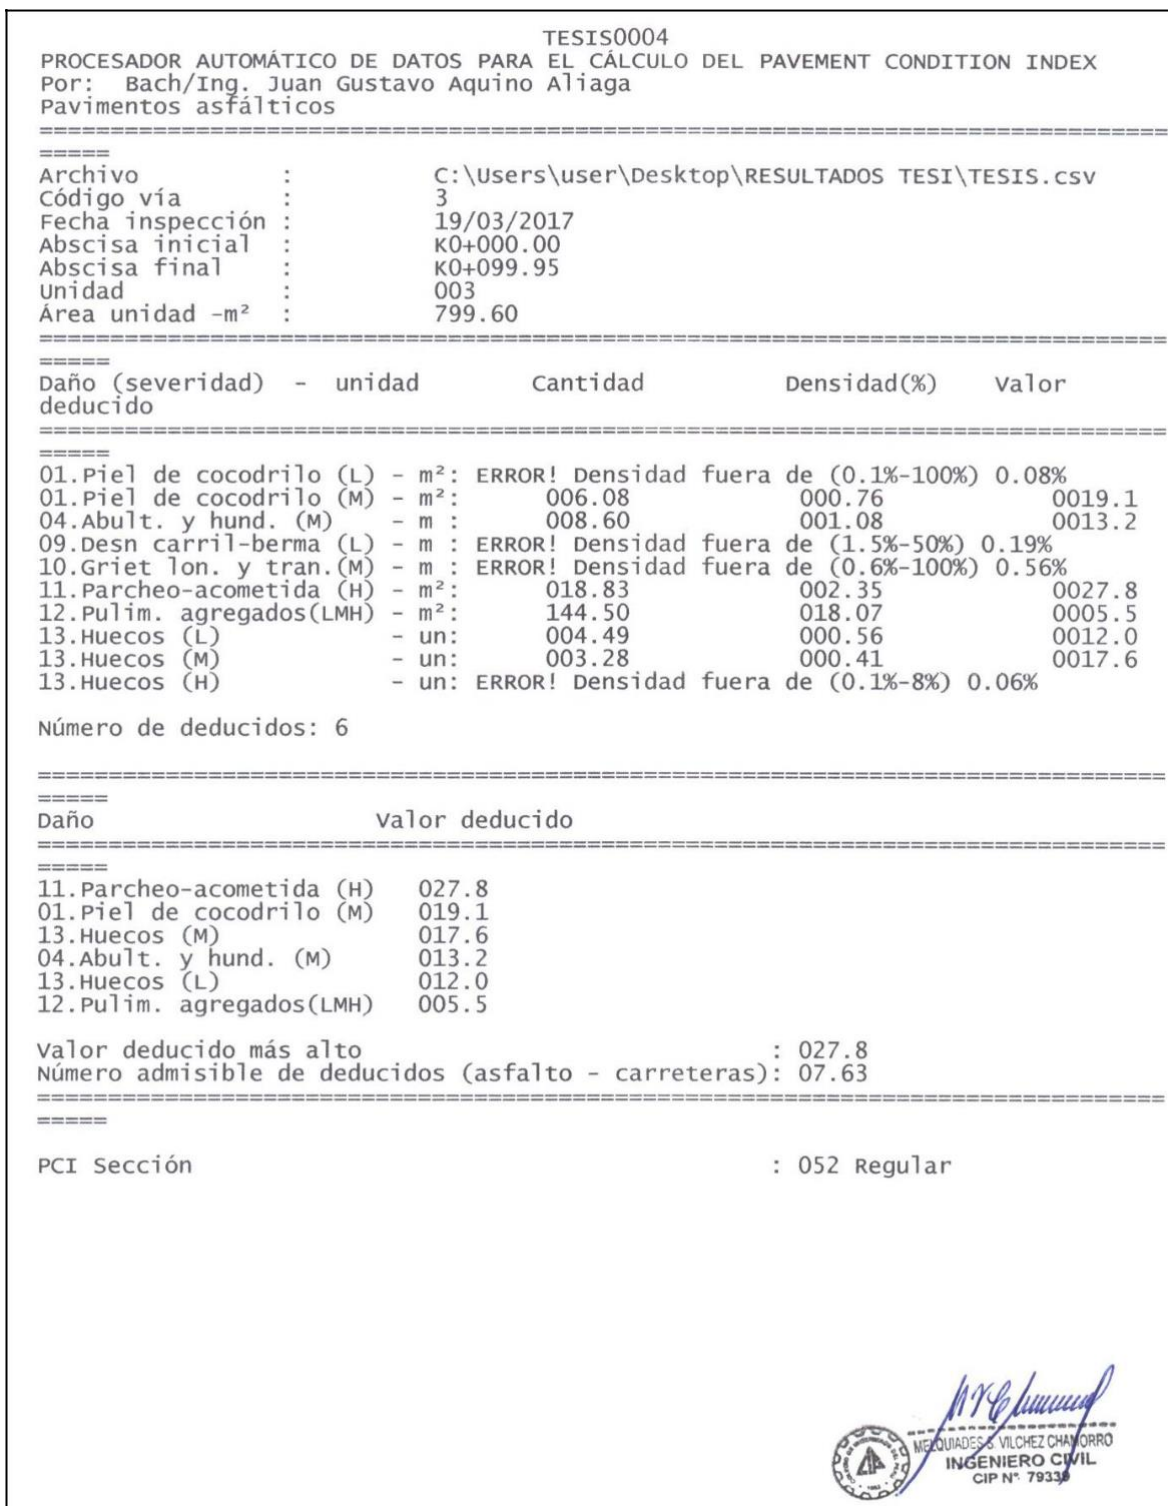 TESIS0004
PROCESADOR AUTOMÁTICO DE DATOS PARA EL CÁLCULO DEL PAVEMENT CONDITION INDEX
Por: Bach/Ing. Juan Gustavo Aquino Aliaga
Pavimentos asfálticos
================================================================================
=====
Archivo : C:\Users\user\Desktop\RESULTADOS TESI\TESIS.csv
Código vía : 3
Fecha inspección : 19/03/2017
Abscisa inicial : K0+000.00
Abscisa final : K0+099.95
Unidad : 003
Área unidad -m² : 799.60
================================================================================
=====
Daño (severidad) - unidad Cantidad Densidad(%) Valor
deducido
================================================================================
=====
01.Piel de cocodrilo (L) - m²: ERROR! Densidad fuera de (0.1%-100%) 0.08%
01.Piel de cocodrilo (M) - m²: 006.08 000.76 0019.1
04.Abult. y hund. (M) - m : 008.60 001.08 0013.2
09.Desn carril-berma (L) - m : ERROR! Densidad fuera de (1.5%-50%) 0.19%
10.Griet lon. y tran.(M) - m : ERROR! Densidad fuera de (0.6%-100%) 0.56%
11.Parcheo-acometida (H) - m²: 018.83 002.35 0027.8
12.Pulim. agregados(LMH) - m²: 144.50 018.07 0005.5
13.Huecos (L) - un: 004.49 000.56 0012.0
13.Huecos (M) - un: 003.28 000.41 0017.6
13.Huecos (H) - un: ERROR! Densidad fuera de (0.1%-8%) 0.06%
Número de deducidos: 6
================================================================================
=====
Daño Valor deducido
================================================================================
=====
11.Parcheo-acometida (H) 027.8
01.Piel de cocodrilo (M) 019.1
13.Huecos (M) 017.6
04.Abult. y hund. (M) 013.2
13.Huecos (L) 012.0
12.Pulim. agregados(LMH) 005.5
Valor deducido más alto : 027.8
Número admisible de deducidos (asfalto - carreteras): 07.63
================================================================================
=====
PCI Sección : 052 Regular
MELQUIADES S. VILCHEZ CHAMORRO
INGENIERO CIVIL
CIP Nº 79339